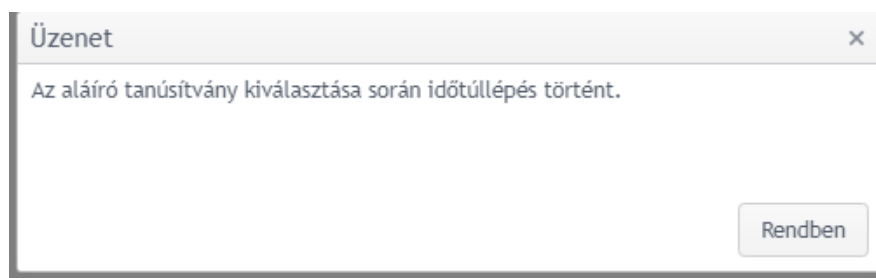 Üzenet
Az aláíró tanúsítvány kiválasztása során időtúllépés történt.
Rendben